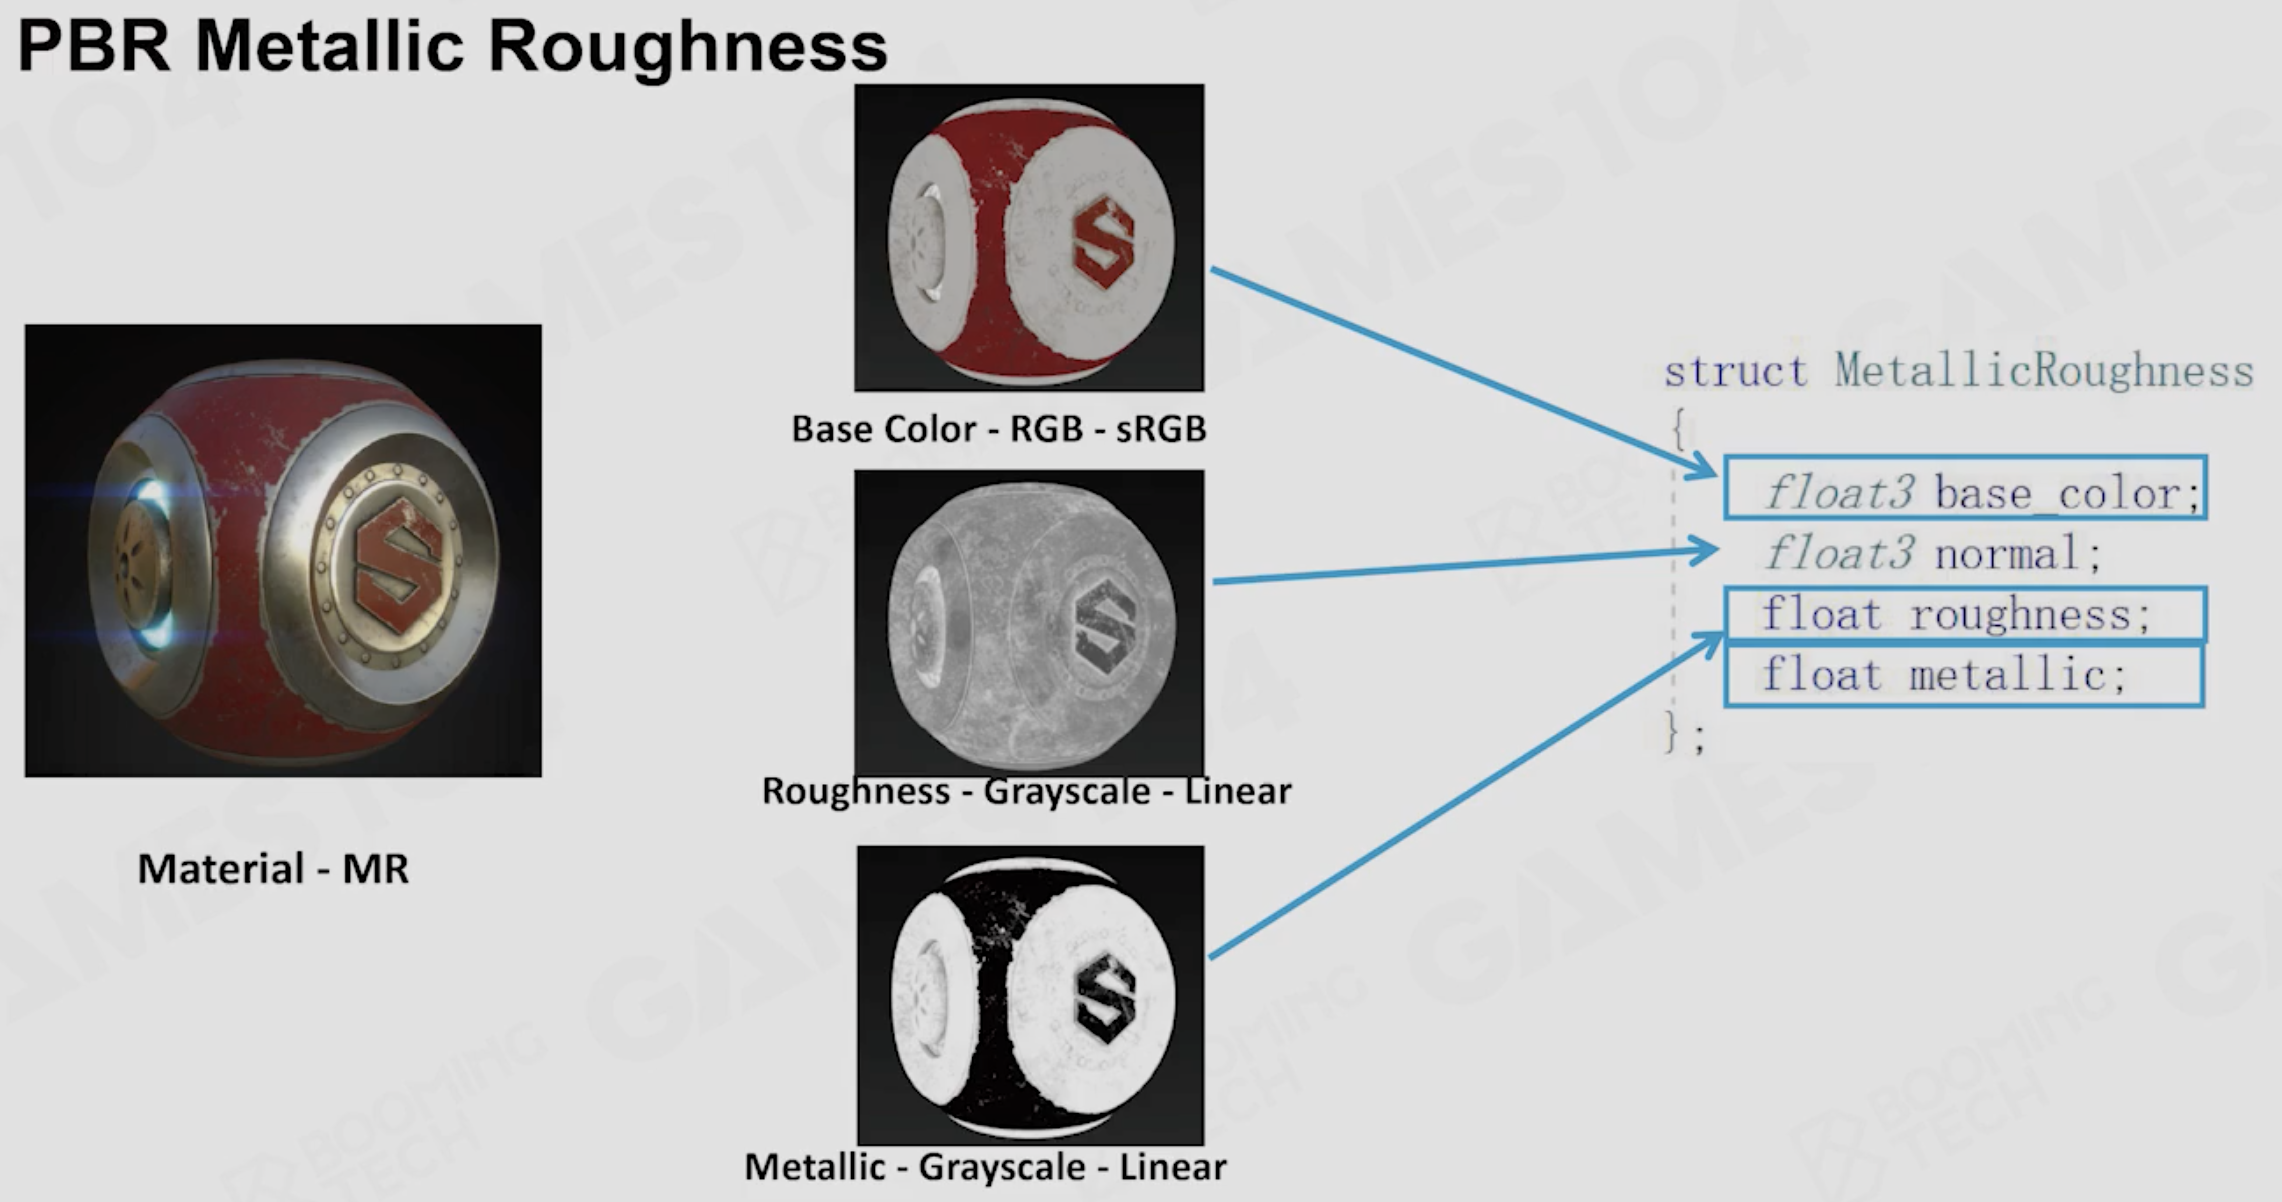 PBR Metallic Roughness
Base Color - RGB - sRGB
Roughness - Grayscale - Linear
Metallic - Grayscale - Linear
Material - MR
struct MetallicRoughness
{
float3 base_color;
float3 normal;
float roughness;
float metallic;
};
S
GAMES104
BOOMING
TECH